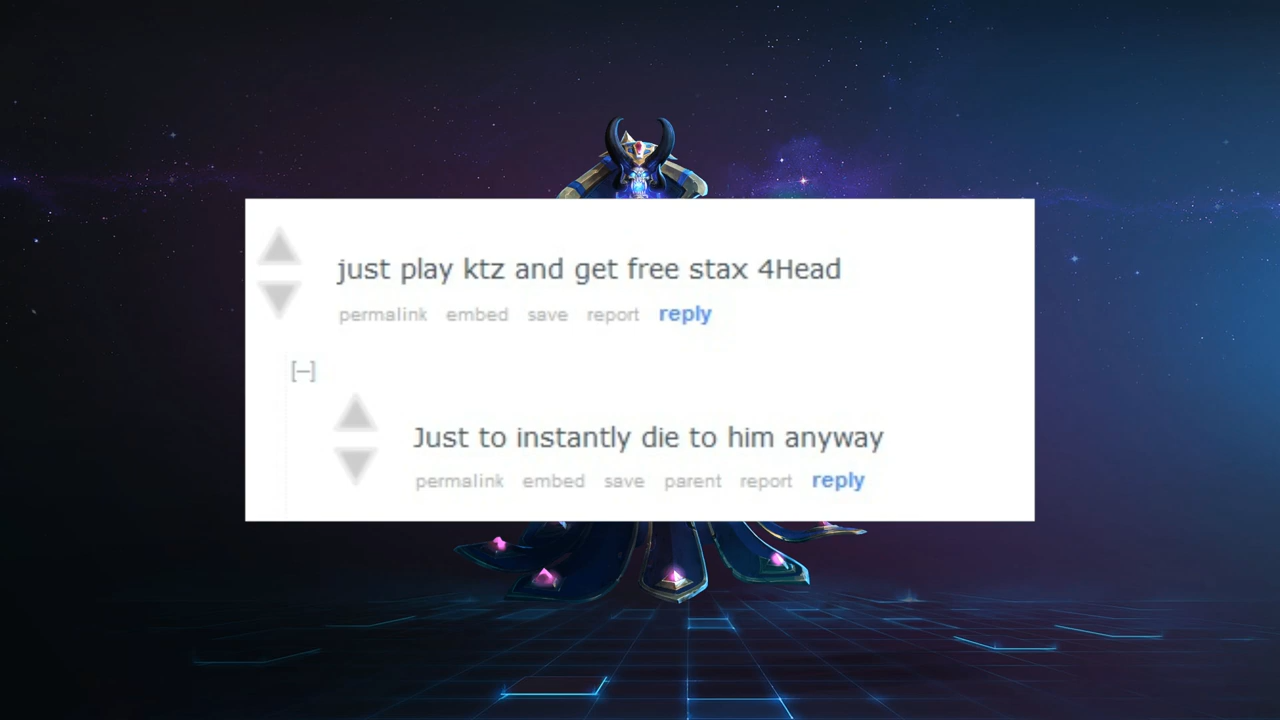 just play ktz and get free stax 4Head
permalink embed save report reply
[–]
Just to instantly die to him anyway
permalink embed save parent report reply